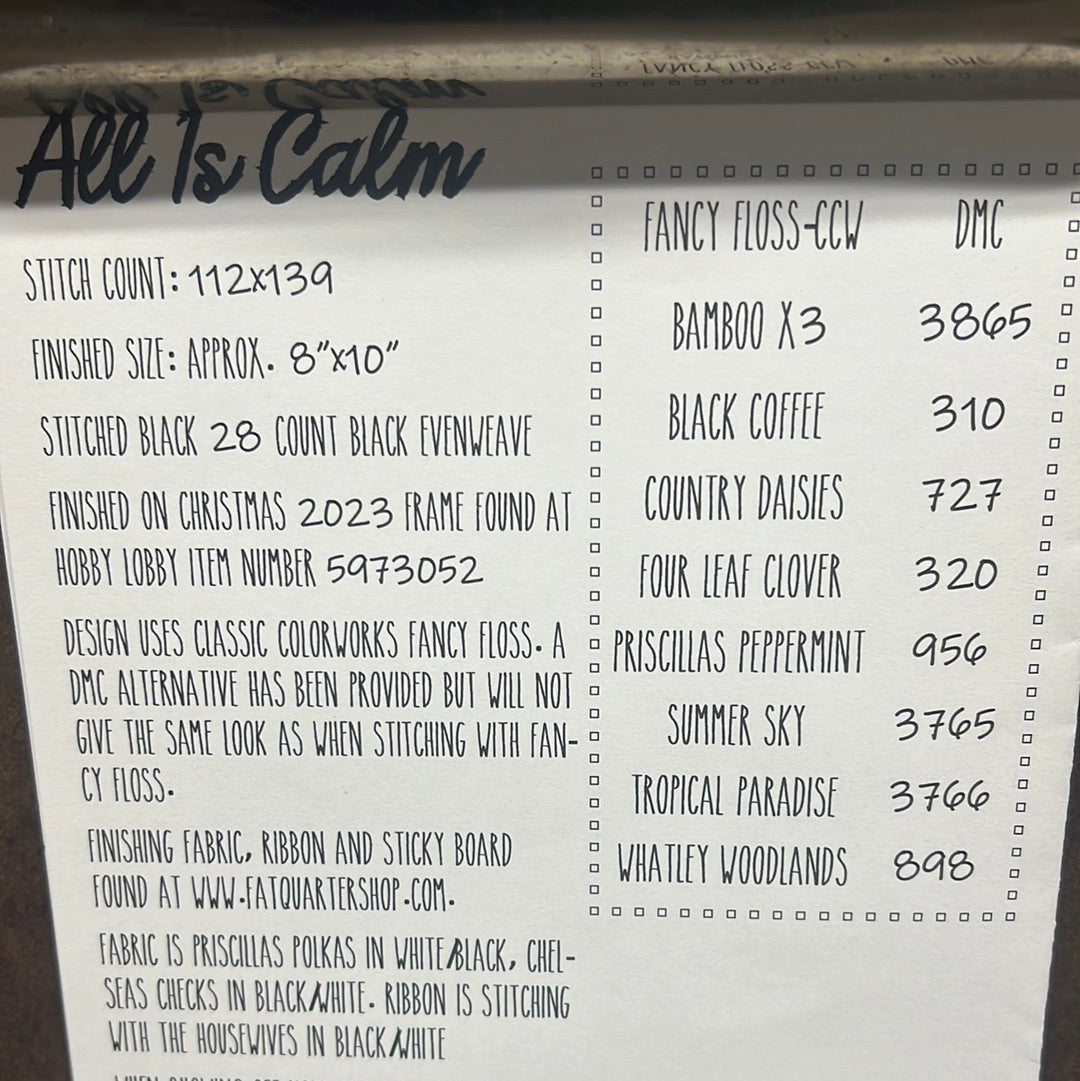 All Is Calm
STITCH COUNT: 112x139
FINISHED SIZE: APPROX. 8"x10"
STITCHED BLACK 28 COUNT BLACK EVENWEAVE
FINISHED ON CHRISTMAS 2023 FRAME FOUND AT
HOBBY LOBBY ITEM NUMBER 5973052
DESIGN USES CLASSIC COLORWORKS FANCY FLOSS. A
DMC ALTERNATIVE HAS BEEN PROVIDED BUT WILL NOT
GIVE THE SAME LOOK AS WHEN STITCHING WITH FAN-
CY FLOSS.
FINISHING FABRIC, RIBBON AND STICKY BOARD
FOUND AT WWW.FATQUARTERSHOP.COM.
FABRIC IS PRISCILLAS POLKAS IN WHITE/BLACK, CHEL-
SEAS CHECKS IN BLACK/WHITE. RIBBON IS STITCHING
WITH THE HOUSEWIVES IN BLACK/WHITE
FANCY FLOSS-CCW DMC
BAMBOO X3 3865
BLACK COFFEE 310
COUNTRY DAISIES 727
FOUR LEAF CLOVER 320
PRISCILLAS PEPPERMINT 956
SUMMER SKY 3765
TROPICAL PARADISE 3766
WHATLEY WOODLANDS 898